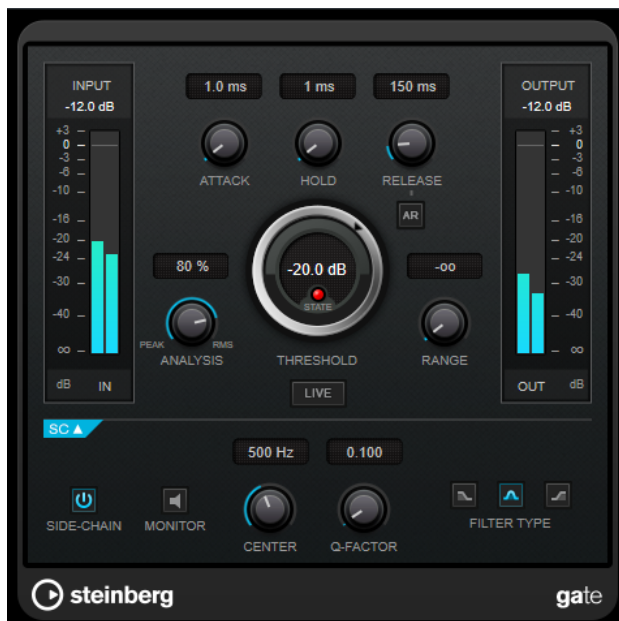 INPUT
-12.0 dB
+3
0
-3
-6
-10
-16
-20
-24
-30
-40
∞
dB IN
1.0 ms 1 ms 150 ms
ATTACK HOLD RELEASE
AR
80 %
-20.0 dB
-∞
STATE
PEAK RMS
ANALYSIS THRESHOLD RANGE
LIVE
OUTPUT
-12.0 dB
+3
0
-3
-6
-10
-16
-20
-24
-30
-40
∞
OUT dB
SC
500 Hz 0.100
SIDE-CHAIN MONITOR
CENTER Q-FACTOR
FILTER TYPE
steinberg
gate